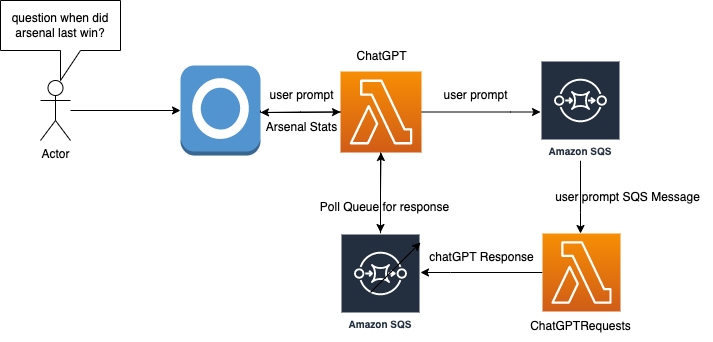 question when did
arsenal last win?
ChatGPT
user prompt
user prompt
Arsenal Stats
Actor
Amazon SQS
user prompt SQS Message
Poll Queue for response
chatGPT Response
Amazon SQS
ChatGPTRequests